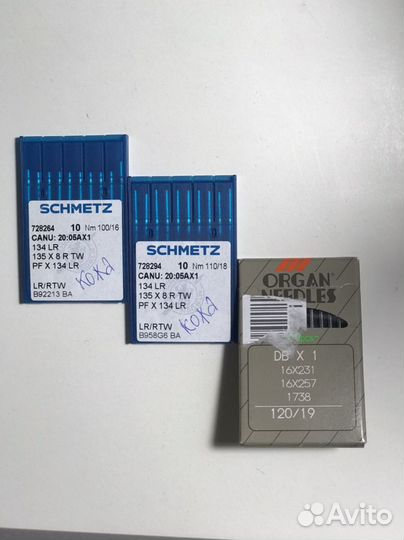 SCHMETZ
728264 10 Nm 100/16
CANU: 20:05AX1
134 LR
135 X 8 R TW
PF X 134 LR
LR/RTW
B92213 BA
кожа
SCHMETZ
728294 10 Nm 110/18
CANU: 20:05AX1
134 LR
135 X 8 R TW
PF X 134 LR
LR/RTW
B958G6 BA
кожа
ORGAN
NEEDLES
DB X 1
16X231
16X257
1738
120/19
Avito